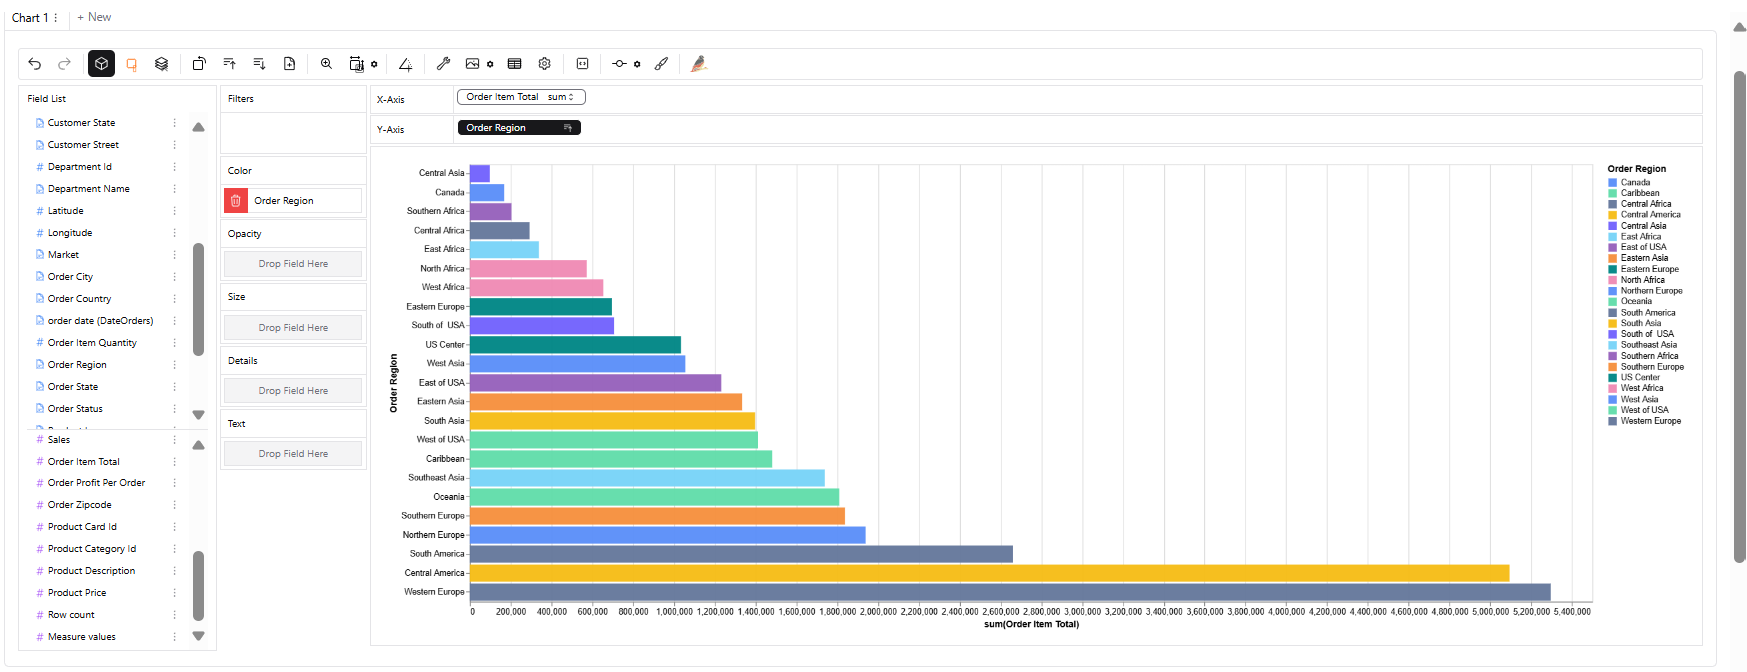 Chart 1
+ New
Field List
Customer State
Customer Street
# Department Id
Department Name
# Latitude
# Longitude
Market
Order City
Order Country
order date (DateOrders)
# Order Item Quantity
Order Region
Order State
Order Status
# Sales
# Order Item Total
# Order Profit Per Order
# Order Zipcode
# Product Card Id
# Product Category Id
# Product Description
# Product Price
# Row count
# Measure values
Filters
Color
Order Region
Opacity
Drop Field Here
Size
Drop Field Here
Details
Drop Field Here
Text
Drop Field Here
X-Axis
Order Item Total sum
Y-Axis
Order Region
Order Region
Central Asia
Canada
Southern Africa
Central Africa
East Africa
North Africa
West Africa
Eastern Europe
South of  USA
US Center
West Asia
East of USA
Eastern Asia
South Asia
West of USA
Caribbean
Southeast Asia
Oceania
Southern Europe
Northern Europe
South America
Central America
Western Europe
0 200,000 400,000 600,000 800,000 1,000,000 1,200,000 1,400,000 1,600,000 1,800,000 2,000,000 2,200,000 2,400,000 2,600,000 2,800,000 3,000,000 3,200,000 3,400,000 3,600,000 3,800,000 4,000,000 4,200,000 4,400,000 4,600,000 4,800,000 5,000,000 5,200,000 5,400,000
sum(Order Item Total)
Order Region
Canada
Caribbean
Central Africa
Central America
Central Asia
East Africa
East of USA
Eastern Asia
Eastern Europe
North Africa
Northern Europe
Oceania
South America
South Asia
South of  USA
Southeast Asia
Southern Africa
Southern Europe
US Center
West Africa
West Asia
West of USA
Western Europe